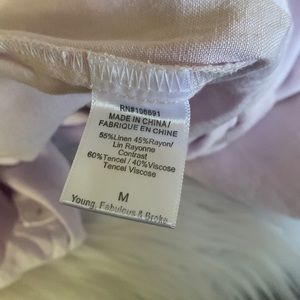 RN#106691
MADE IN CHINA/
FABRIQUE EN CHINE
55%Linen 45%Rayon/
Lin Rayonne
Contrast
60%Tencel / 40%Viscose
Tencel Viscose
M
Young, Fabulous & Broke